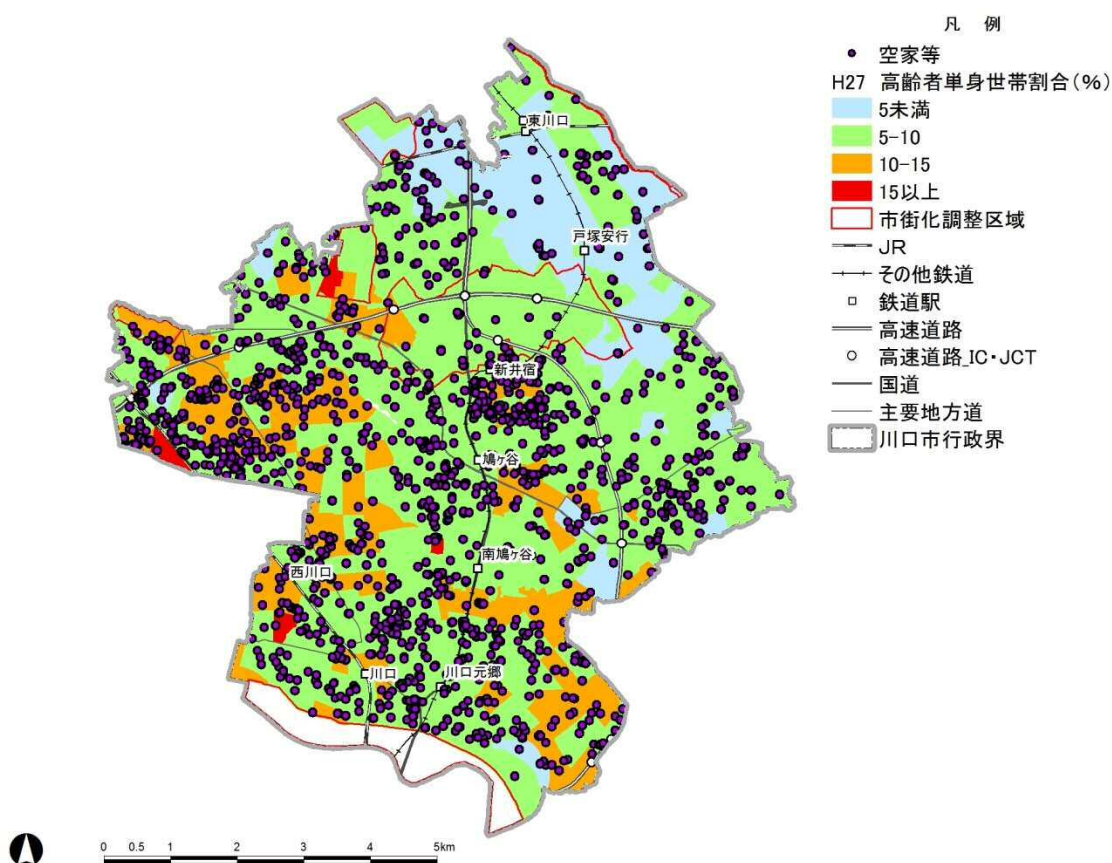 凡 例
空家等
H27 高齢者単身世帯割合(%)
5未満
5-10
10-15
15以上
市街化調整区域
JR
その他鉄道
鉄道駅
高速道路
高速道路_IC・JCT
国道
主要地方道
川口市行政界
東川口
戸塚安行
新井宿
鳩ヶ谷
南鳩ヶ谷
西川口
川口
川口元郷
0 0.5 1 2 3 4 5km